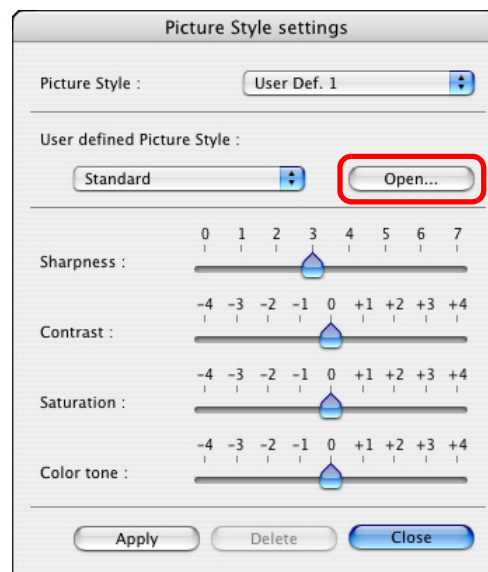 Picture Style settings
Picture Style : User Def. 1
User defined Picture Style :
Standard Open...
0 1 2 3 4 5 6 7
Sharpness :
-4 -3 -2 -1 0 +1 +2 +3 +4
Contrast :
-4 -3 -2 -1 0 +1 +2 +3 +4
Saturation :
-4 -3 -2 -1 0 +1 +2 +3 +4
Color tone :
Apply Delete Close